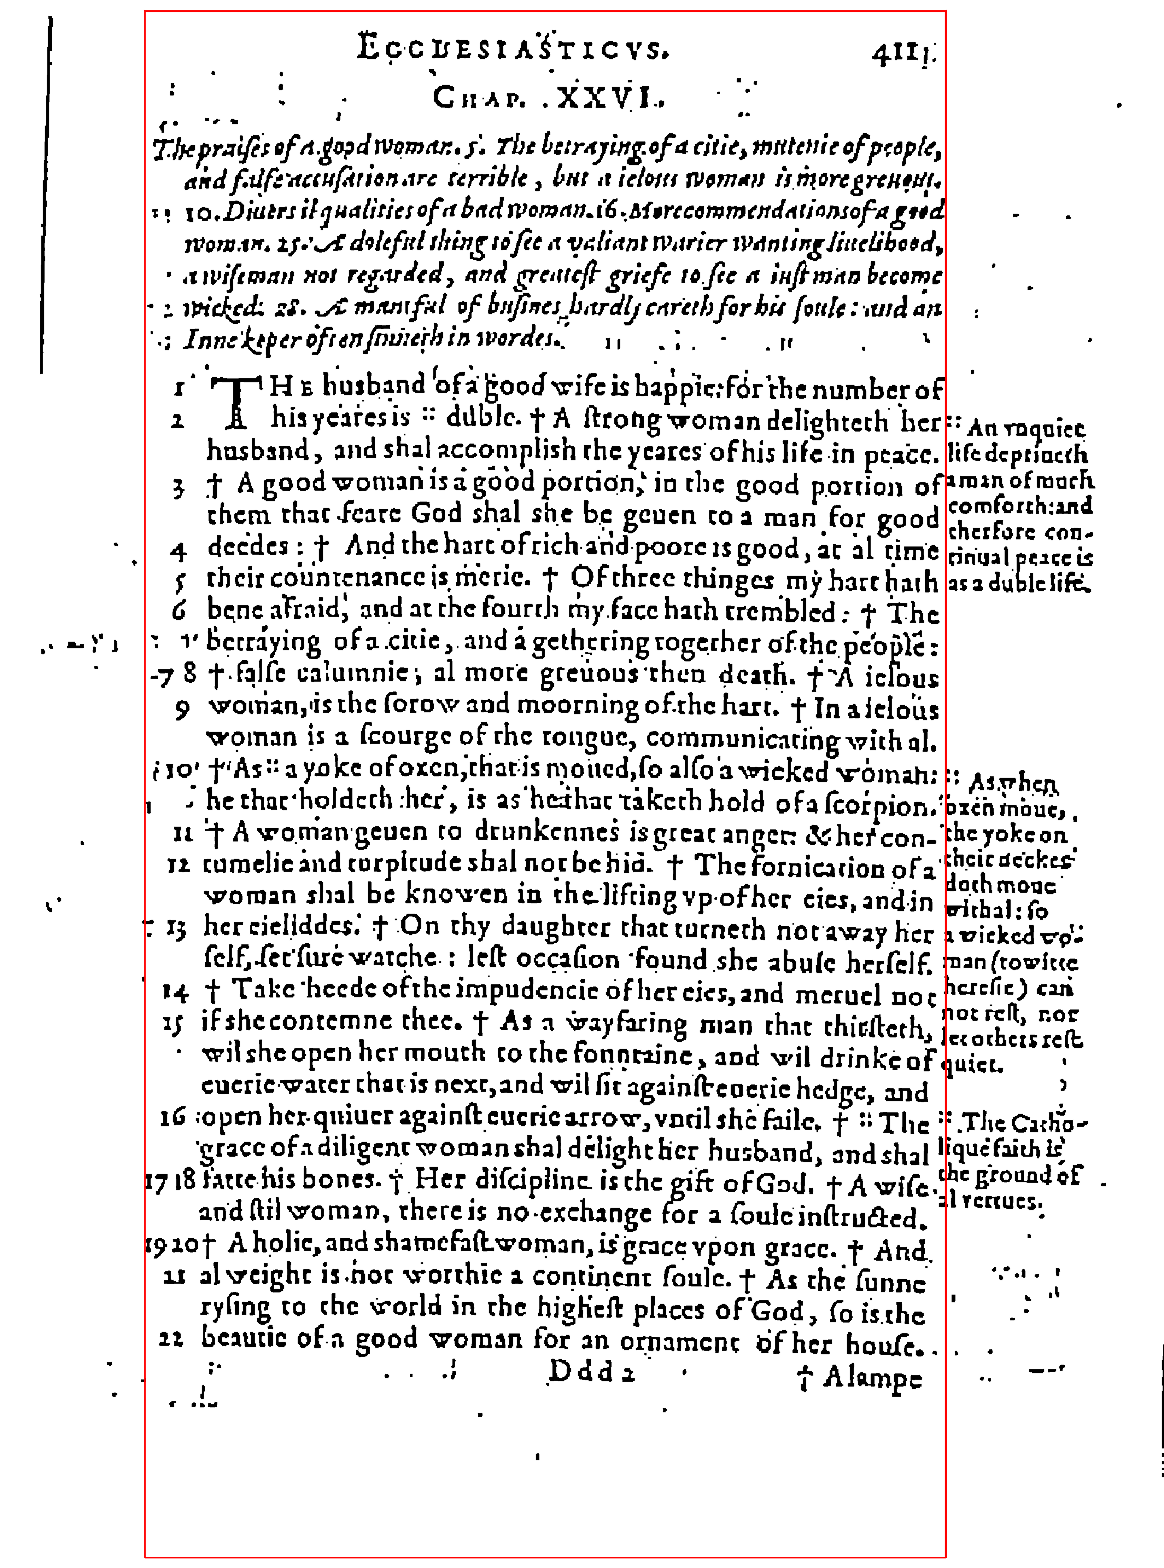 ECCLESIASTICVS. 411
CHAP. XXVI.
The praises of a good woman. 5. The betraying of a citie, mutenie of people,
and false accusation are terrible, but a ielous woman is more greuous.
10. Diuers il qualities of a bad woman. 16. More commendations of a good
woman. 25. A doleful thing to see a valiant warier wanting liuelihood,
a wiseman not regarded, and greatest griefe to see a iust man become
wicked: 28. A man ful of busines hardly careth for his soule: and an
Innekeper often sinneth in wordes.
1 THE husband of a good wife is happie: for the number of
2 his yeares is :: duble. † A strong woman delighteth her
husband, and shal accomplish the yeares of his life in peace.
3 † A good woman is a good portion, in the good portion of
them that feare God shal she be geuen to a man for good
4 deedes: † And the hart of rich and poore is good, at al time
5 their countenance is merie. † Of three thinges my hart hath
6 bene afraid, and at the fourth my face hath trembled: † The
betraying of a citie, and a gethering together of the people:
7 8 † false calumnie; al more greuous then death. † A ielous
9 woman, is the sorow and moorning of the hart. † In a ielous
woman is a scourge of the tongue, communicating with al.
10 † As :: a yoke of oxen, that is moued, so also a wicked woman:
he that holdeth her, is as he that taketh hold of a scorpion.
11 † A woman geuen to drunkennes is great anger: & her con-
12 tumelie and turpitude shal not be hid. † The fornication of a
woman shal be knowen in the lifting vp of her eies, and in
13 her eieliddes. † On thy daughter that turneth not away her
self, set sure watche: lest occasion found she abuse herself.
14 † Take heede of the impudencie of her eies, and meruel not
15 if she contemne thee. † As a wayfaring man that thirsteth,
wil she open her mouth to the fonntaine, and wil drinke of
euerie water that is next, and wil sit against euerie hedge, and
16 open her quiuer against euerie arrow, vntil she faile. † :: The
grace of a diligent woman shal delight her husband, and shal
17 18 fatte his bones. † Her discipline is the gift of God. † A wise
and stil woman, there is no exchange for a soule instructed.
19 20 † A holie, and shamefast woman, is grace vpon grace. † And
21 al weight is not worthie a continent soule. † As the sunne
rysing to the world in the highest places of God, so is the
22 beautie of a good woman for an ornament of her house.
Ddd2 † A lampe
:: An vnquiet
life depriueth
a man of much
comforth: and
therfore con-
tinual peace is
as a duble life.
:: As when
oxen moue,
the yoke on
their neckes
doth moue
withal: so
a wicked wo-
man (to witte
heresie) can
not rest, nor
let others rest
quiet.
:: The Catho-
lique faith is
the ground of
al vertues.